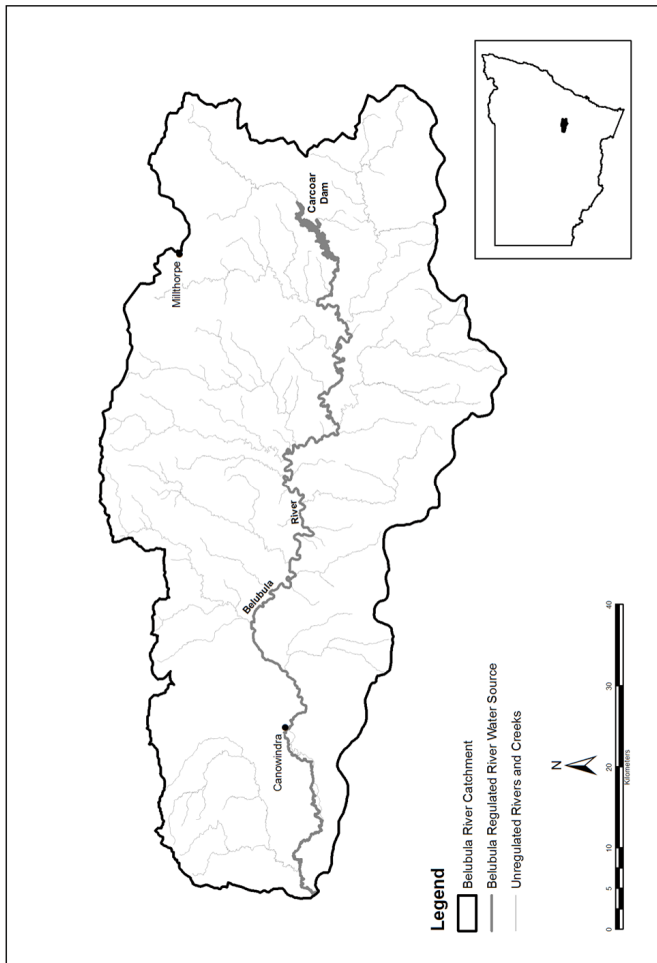 Millthorpe
Carcoar
Dam
River
Belubula
Canowindra
Legend
Belubula River Catchment
Belubula Regulated River Water Source
Unregulated Rivers and Creeks
N
0 5 10 20 30 40
Kilometers